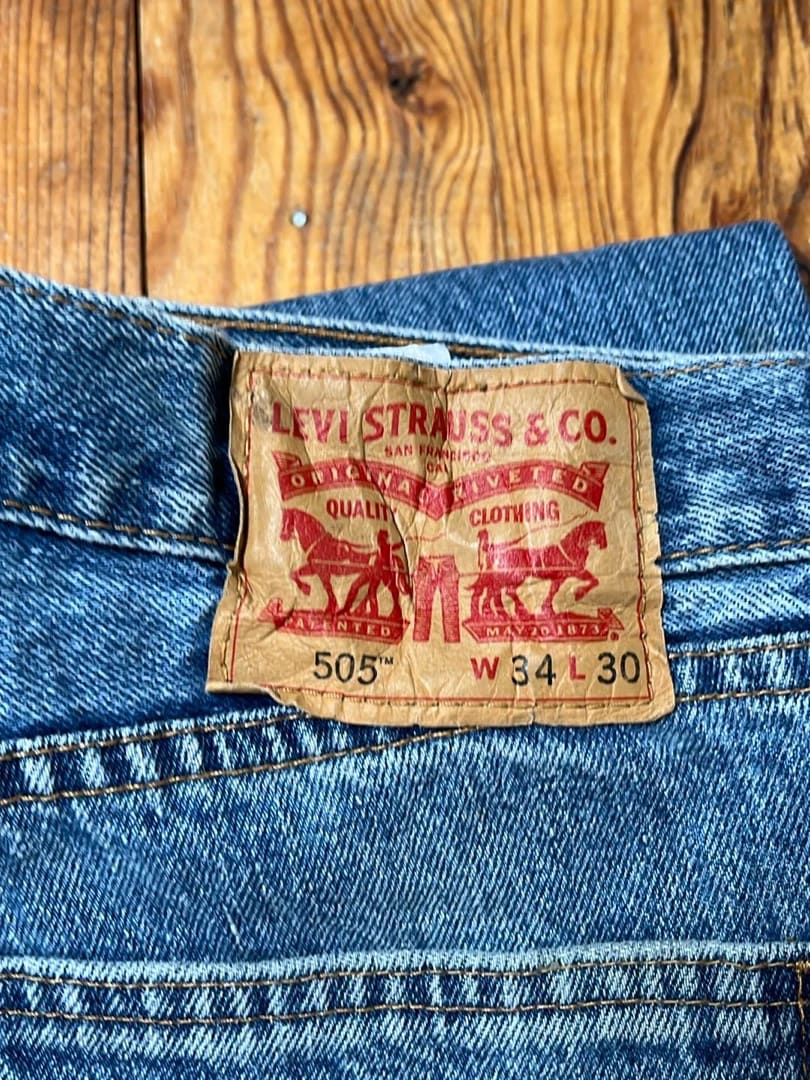 LEVI STRAUSS & CO.
SAN FRANCISCO
CAL
ORIGINAL RIVETED
QUALITY CLOTHING
PATENTED MAY 20 1873 ®
505™ W 34 L 30